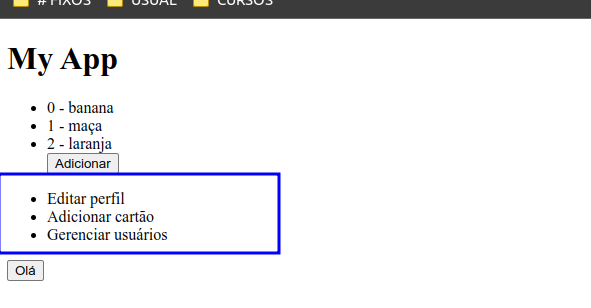 # FIXOS USUAL CURSOS
My App
0 - banana
1 - maça
2 - laranja
Adicionar
Editar perfil
Adicionar cartão
Gerenciar usuários
Olá